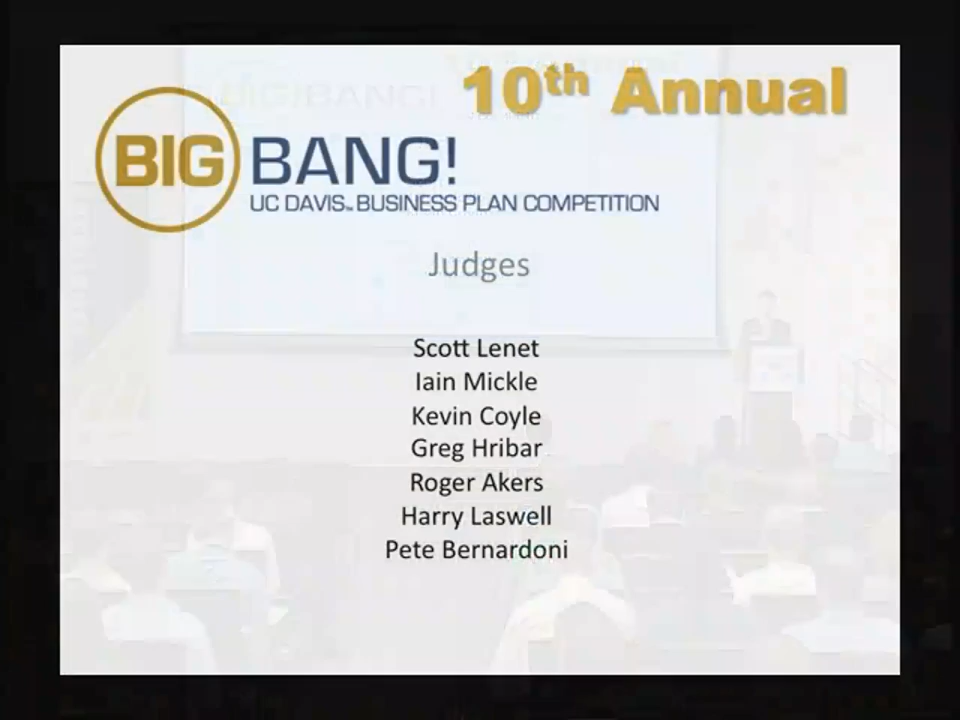 10th Annual
BIG BANG!
UC DAVIS BUSINESS PLAN COMPETITION
Judges
Scott Lenet
Iain Mickle
Kevin Coyle
Greg Hribar
Roger Akers
Harry Laswell
Pete Bernardoni